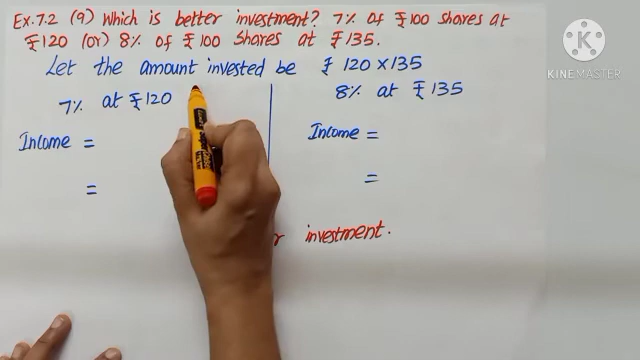 Ex.7.2 (9) Which is better investment? 7% of ₹100 shares at
₹120 (or) 8% of ₹100 shares at ₹135.
Let the amount invested be ₹ 120 × 135
7% at ₹120
Income =
=
8% at ₹135
Income =
=
investment.
KINEMASTER